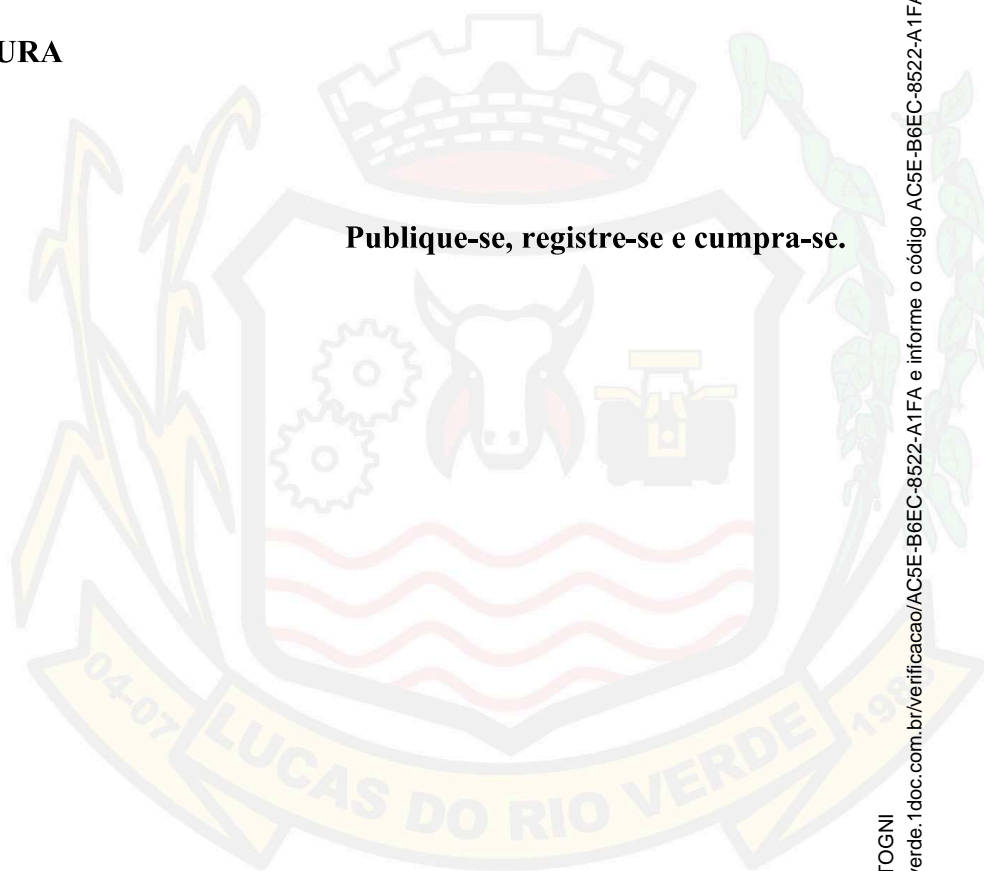 URA
Publique-se, registre-se e cumpra-se.
04-07
LUCAS DO RIO VERDE
TOGNI
verde.1doc.com.br/verificacao/AC5E-B6EC-8522-A1FA e informe o código AC5E-B6EC-8522-A1FA